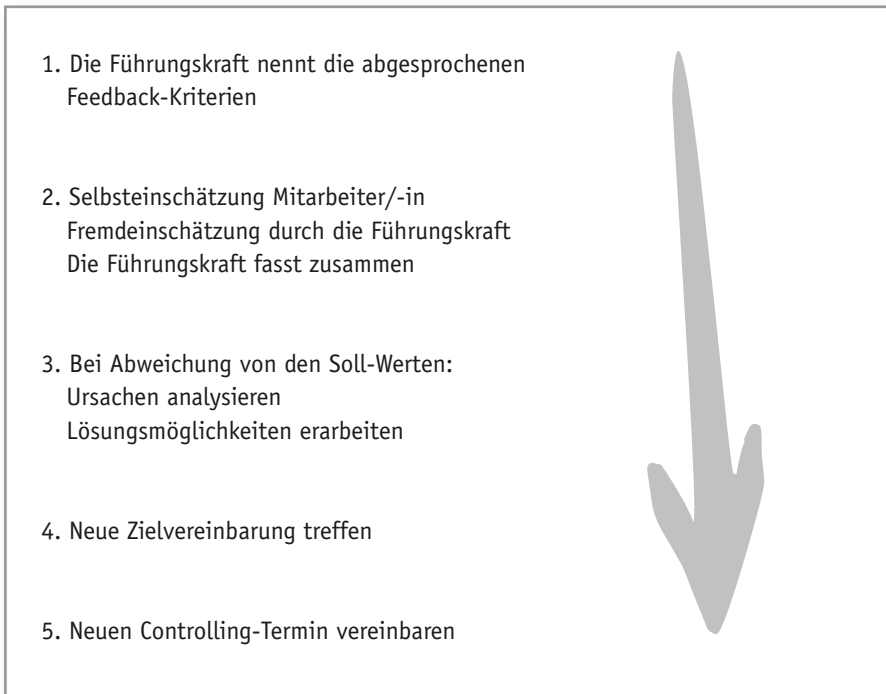 1. Die Führungskraft nennt die abgesprochenen
Feedback-Kriterien
2. Selbsteinschätzung Mitarbeiter/-in
Fremdeinschätzung durch die Führungskraft
Die Führungskraft fasst zusammen
3. Bei Abweichung von den Soll-Werten:
Ursachen analysieren
Lösungsmöglichkeiten erarbeiten
4. Neue Zielvereinbarung treffen
5. Neuen Controlling-Termin vereinbaren